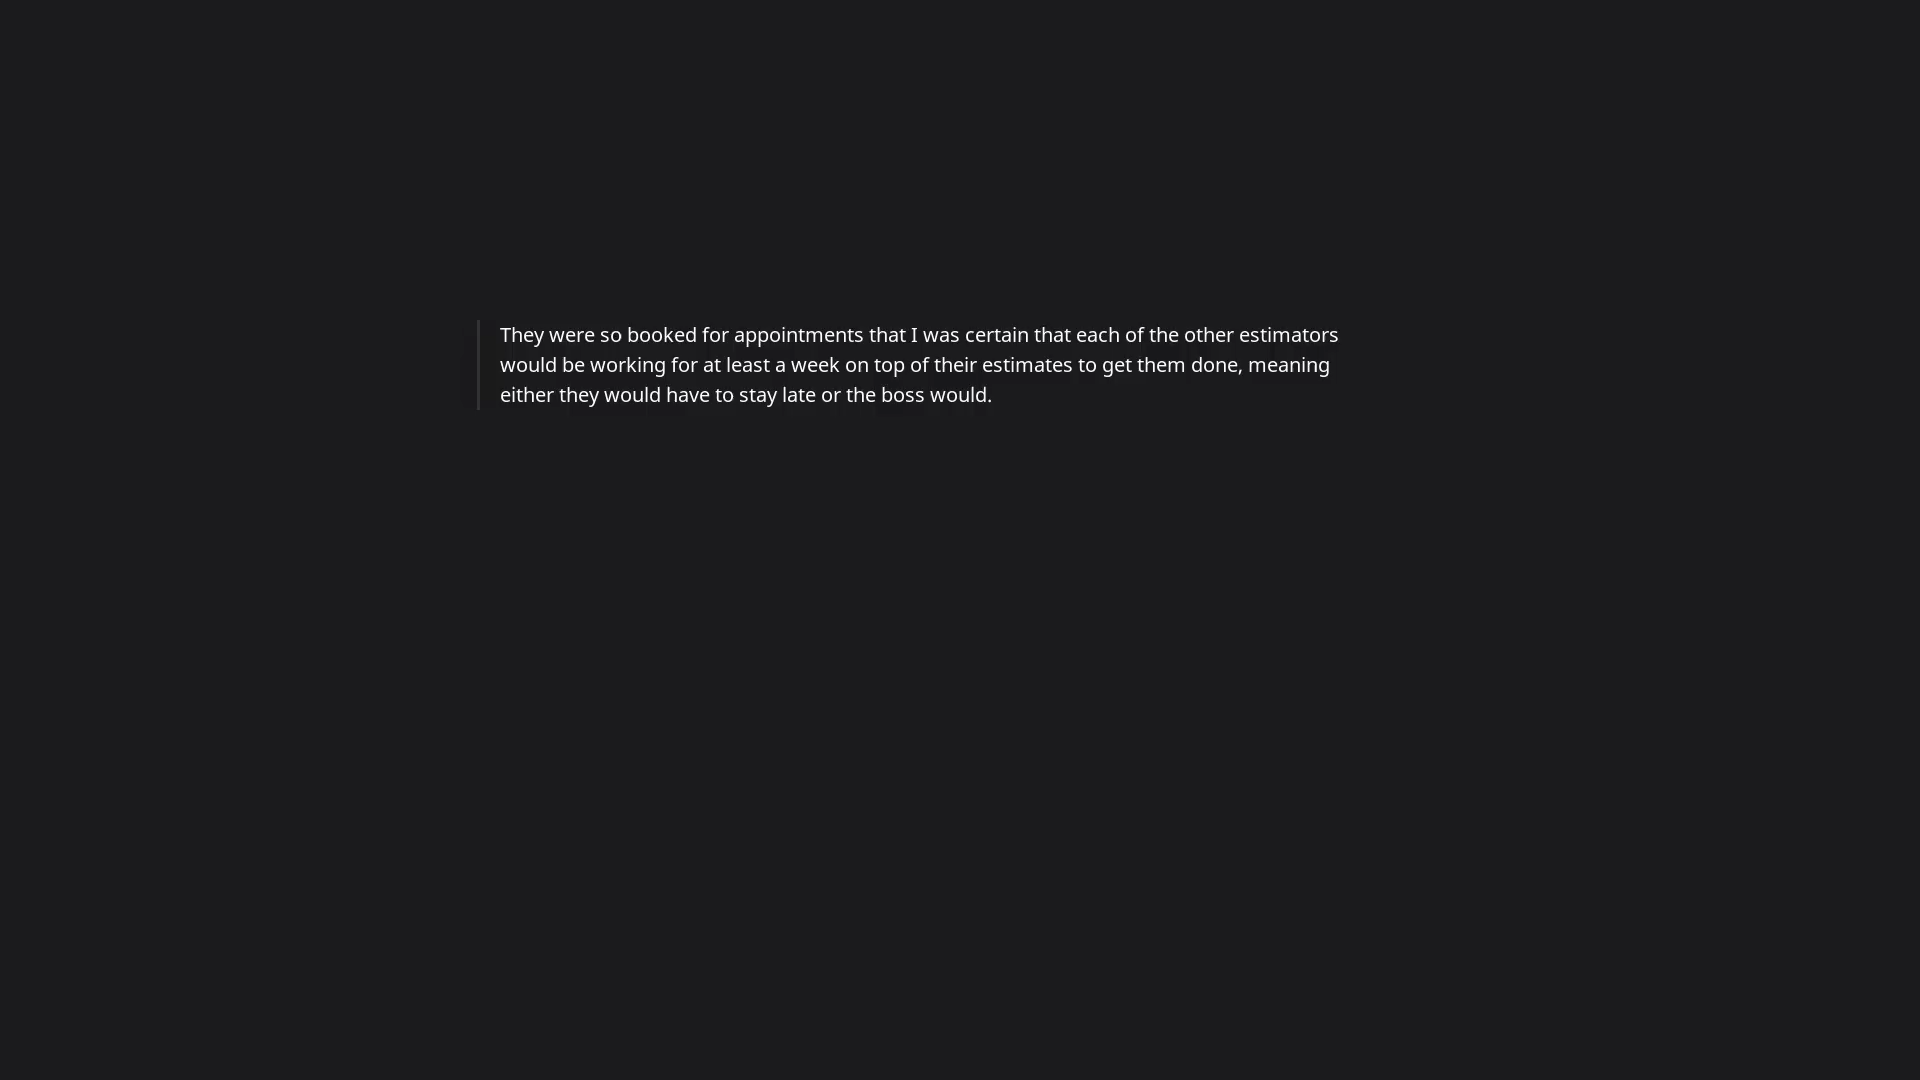 They were so booked for appointments that I was certain that each of the other estimators
would be working for at least a week on top of their estimates to get them done, meaning
either they would have to stay late or the boss would.